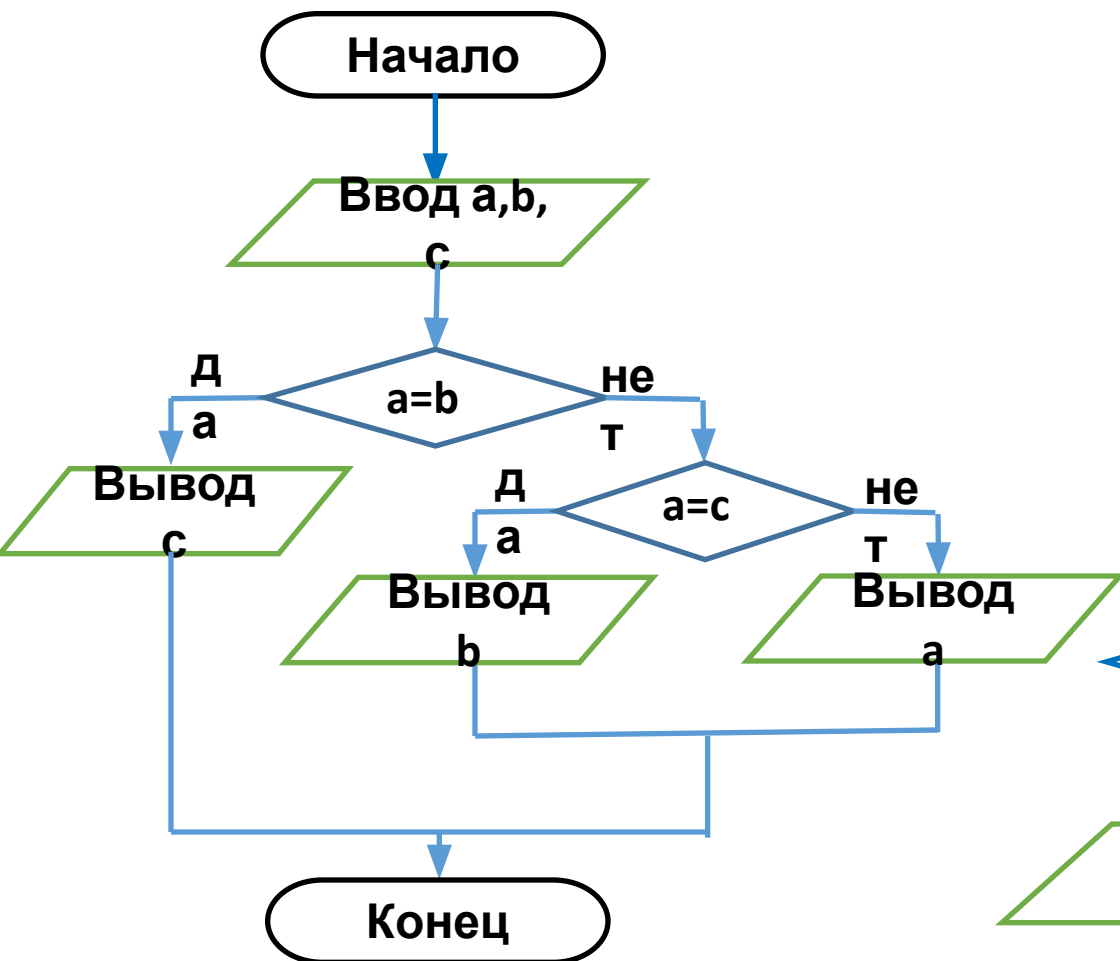 Начало
Ввод a,b,
c
a=b
д
а
не
т
Вывод
c
a=c
д
а
не
т
Вывод
b
Вывод
a
Конец